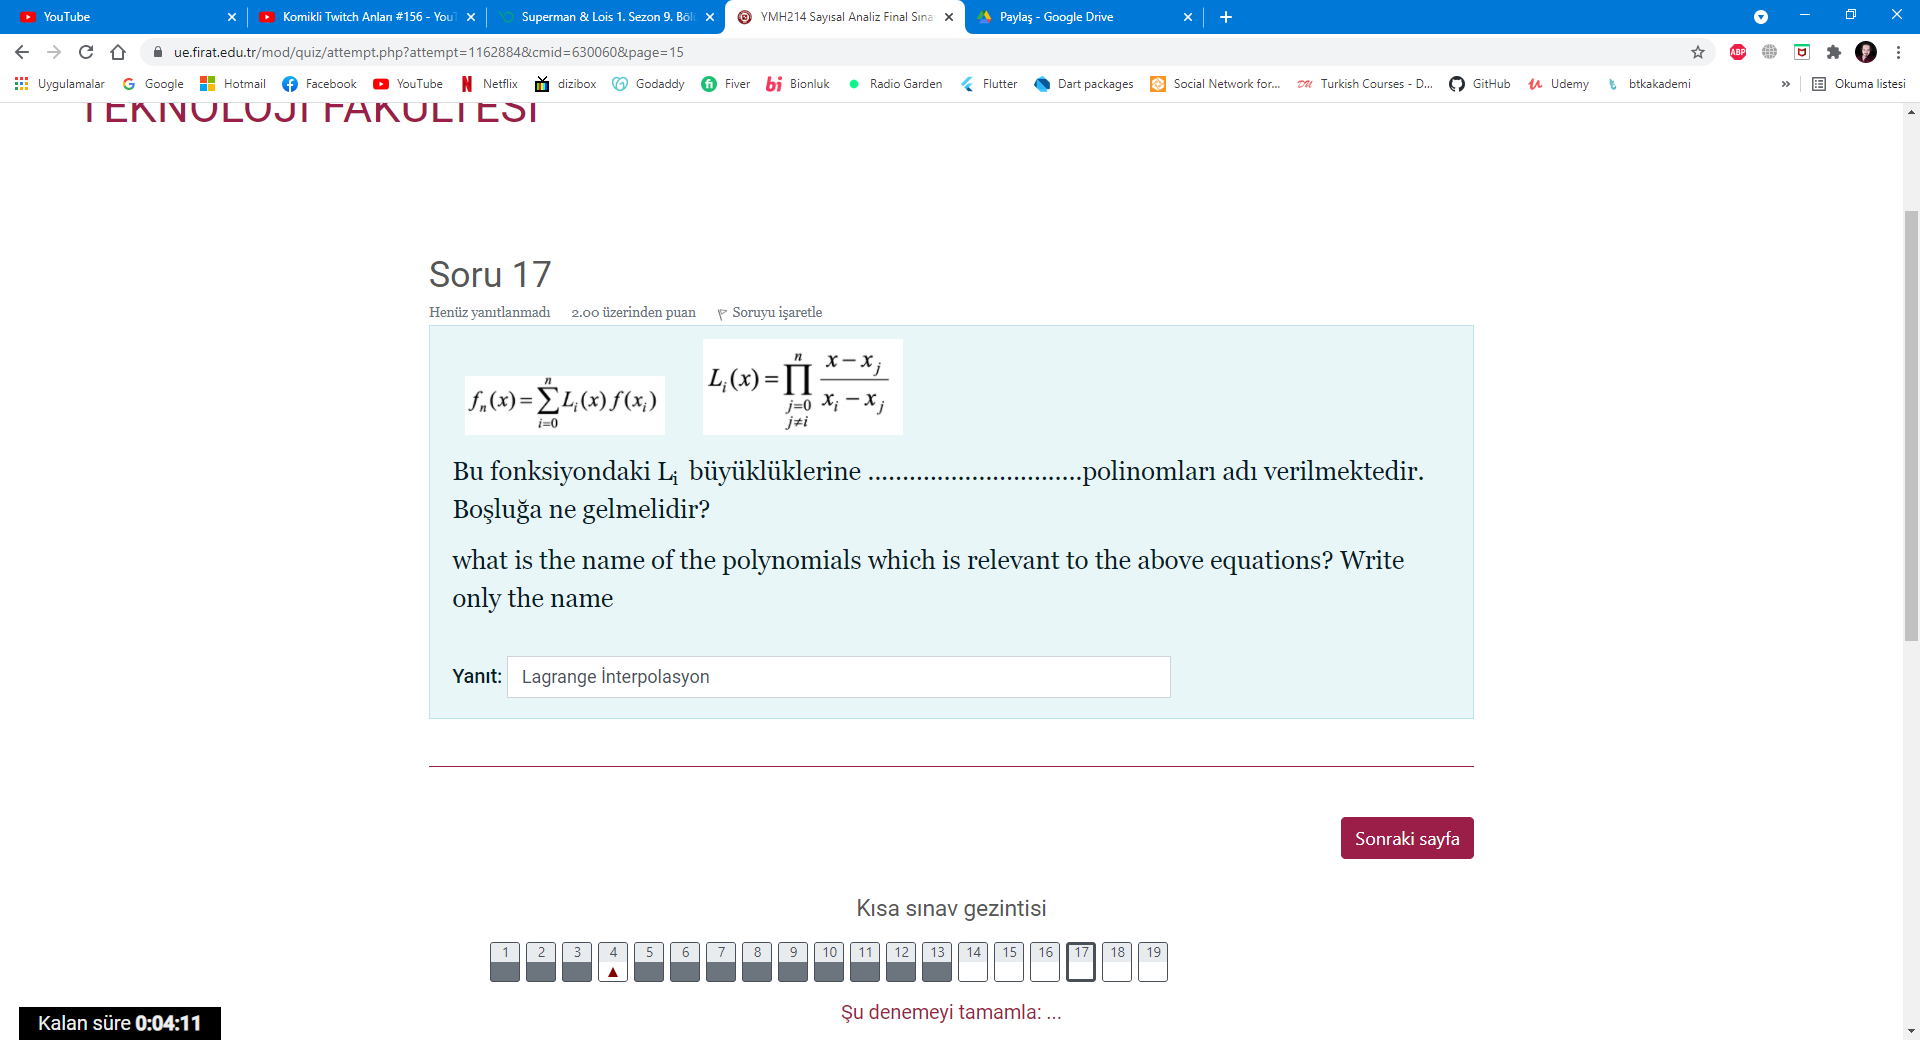 YouTube
Komikli Twitch Anları #156 - YouT
Superman & Lois 1. Sezon 9. Böl
YMH214 Sayısal Analiz Final Sına
Paylaş - Google Drive
ue.firat.edu.tr/mod/quiz/attempt.php?attempt=1162884&cmid=630060&page=15
ABP
Uygulamalar
Google
Hotmail
Facebook
YouTube
Netflix
dizibox
Godaddy
Fiver
Bionluk
Radio Garden
Flutter
Dart packages
Social Network for...
Turkish Courses - D...
GitHub
Udemy
btkakademi
»
Okuma listesi
TEKNOLOJİ FAKÜLTESİ
Soru 17
Henüz yanıtlanmadı 2.00 üzerinden puan Soruyu işaretle
f_n(x)=∑_{i=0}^{n} L_i(x) f(x_i)
L_i(x)=∏_{j=0, j≠i}^{n} (x−x_j)/(x_i−x_j)
Bu fonksiyondaki Li büyüklüklerine ...............................polinomları adı verilmektedir.
Boşluğa ne gelmelidir?
what is the name of the polynomials which is relevant to the above equations? Write
only the name
Yanıt: Lagrange İnterpolasyon
Sonraki sayfa
Kısa sınav gezintisi
1 2 3 4 5 6 7 8 9 10 11 12 13 14 15 16 17 18 19
Şu denemeyi tamamla: ...
Kalan süre 0:04:11